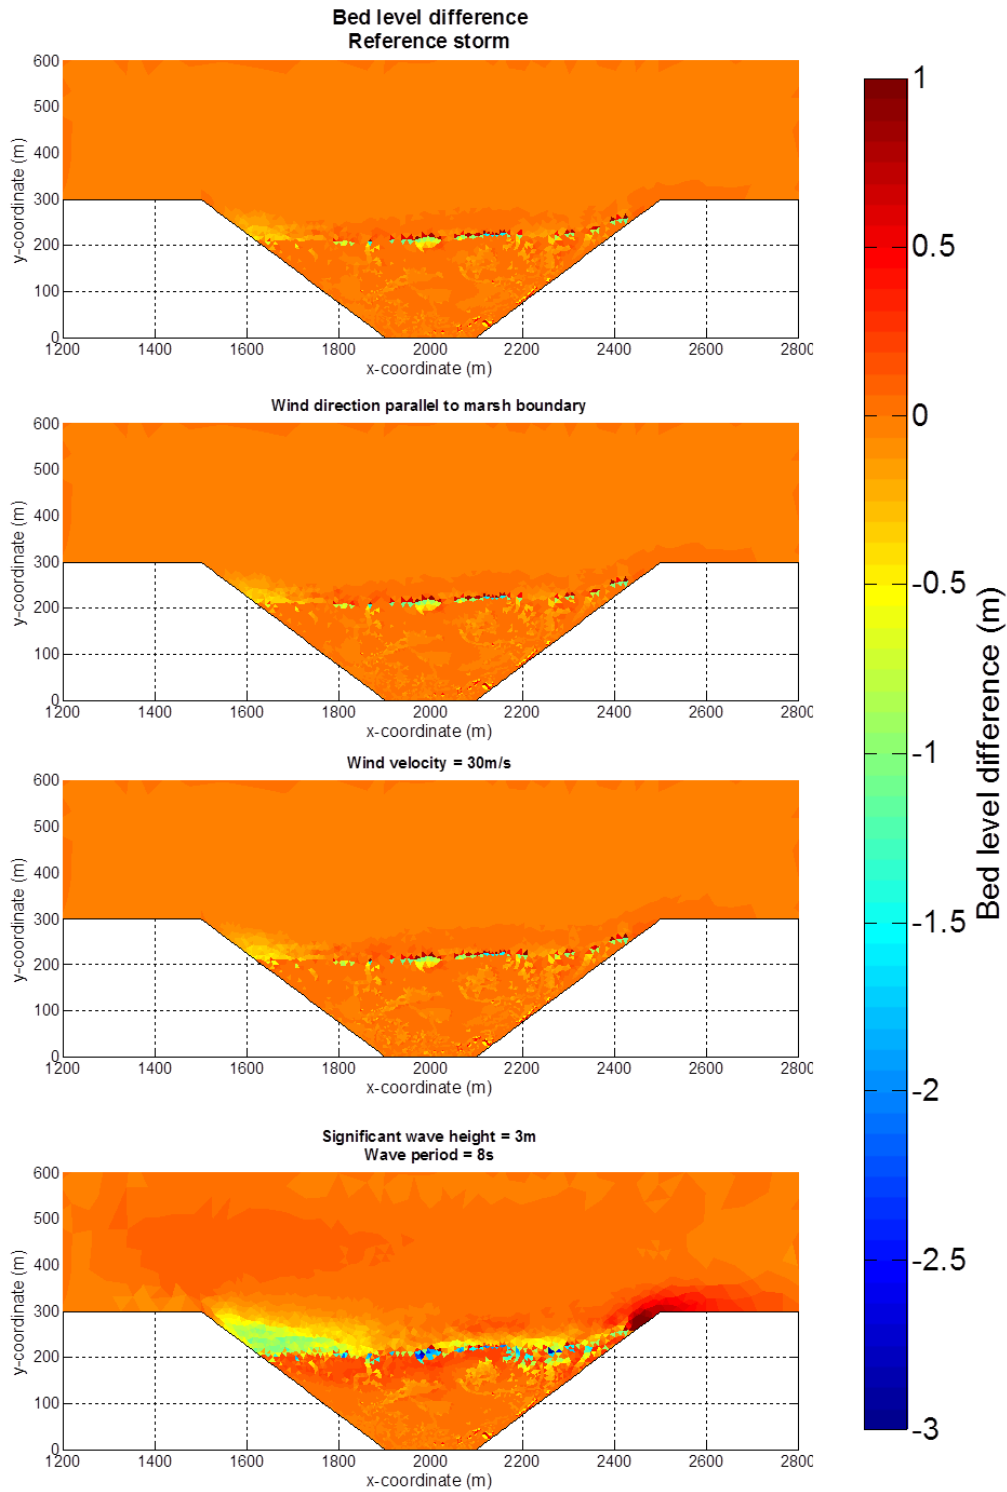 Bed level difference
Reference storm
600
500
400
300
200
100
0
y-coordinate (m)
1200 1400 1600 1800 2000 2200 2400 2600 2800
x-coordinate (m)
Wind direction parallel to marsh boundary
600
500
400
300
200
100
0
y-coordinate (m)
1200 1400 1600 1800 2000 2200 2400 2600 2800
x-coordinate (m)
Wind velocity = 30m/s
600
500
400
300
200
100
0
y-coordinate (m)
1200 1400 1600 1800 2000 2200 2400 2600 2800
x-coordinate (m)
Significant wave height = 3m
Wave period = 8s
600
500
400
300
200
100
0
y-coordinate (m)
1200 1400 1600 1800 2000 2200 2400 2600 2800
x-coordinate (m)
1
0.5
0
-0.5
-1
-1.5
-2
-2.5
-3
Bed level difference (m)